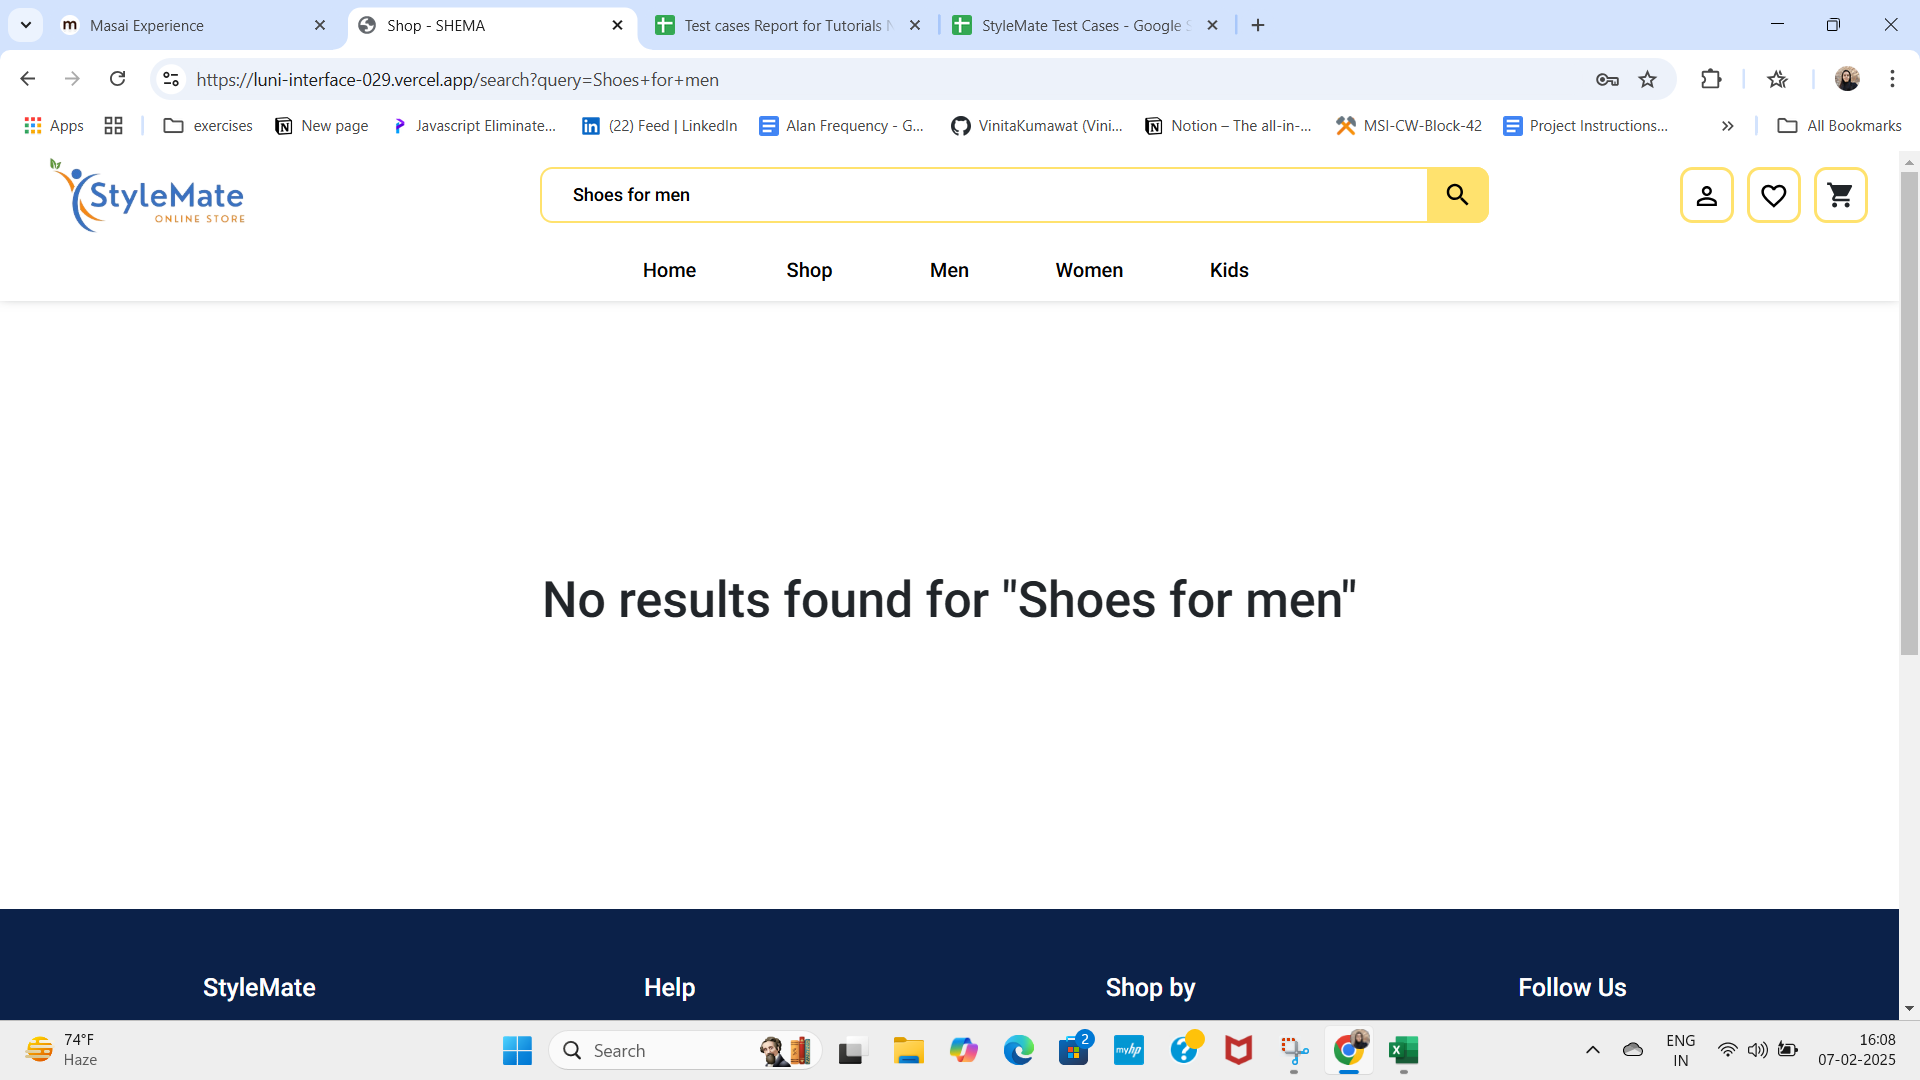 m Masai Experience
Shop - SHEMA
Test cases Report for Tutorials
StyleMate Test Cases - Google
https://luni-interface-029.vercel.app/search?query=Shoes+for+men
Apps
exercises
New page
Javascript Eliminate...
(22) Feed | LinkedIn
Alan Frequency - G...
VinitaKumawat (Vini...
Notion – The all-in-...
MSI-CW-Block-42
Project Instructions...
All Bookmarks
StyleMate
ONLINE STORE
Shoes for men
Home Shop Men Women Kids
No results found for "Shoes for men"
StyleMate Help Shop by Follow Us
74°F
Haze
Search
2
myhp
ENG
IN
16:08
07-02-2025